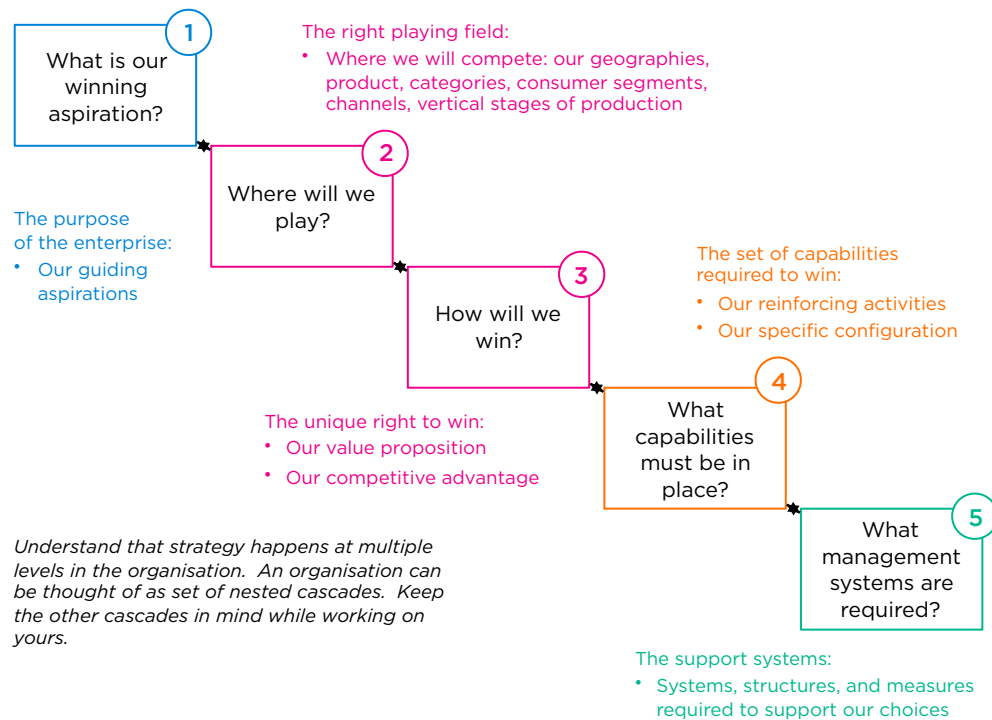 1
What is our
winning
aspiration?
The right playing field:
• Where we will compete: our geographies,
product, categories, consumer segments,
channels, vertical stages of production
2
Where will we
play?
The purpose
of the enterprise:
• Our guiding
aspirations
3
How will we
win?
The set of capabilities
required to win:
• Our reinforcing activities
• Our specific configuration
The unique right to win:
• Our value proposition
• Our competitive advantage
4
What
capabilities
must be in
place?
5
What
management
systems are
required?
Understand that strategy happens at multiple
levels in the organisation. An organisation can
be thought of as set of nested cascades. Keep
the other cascades in mind while working on
yours.
The support systems:
• Systems, structures, and measures
required to support our choices